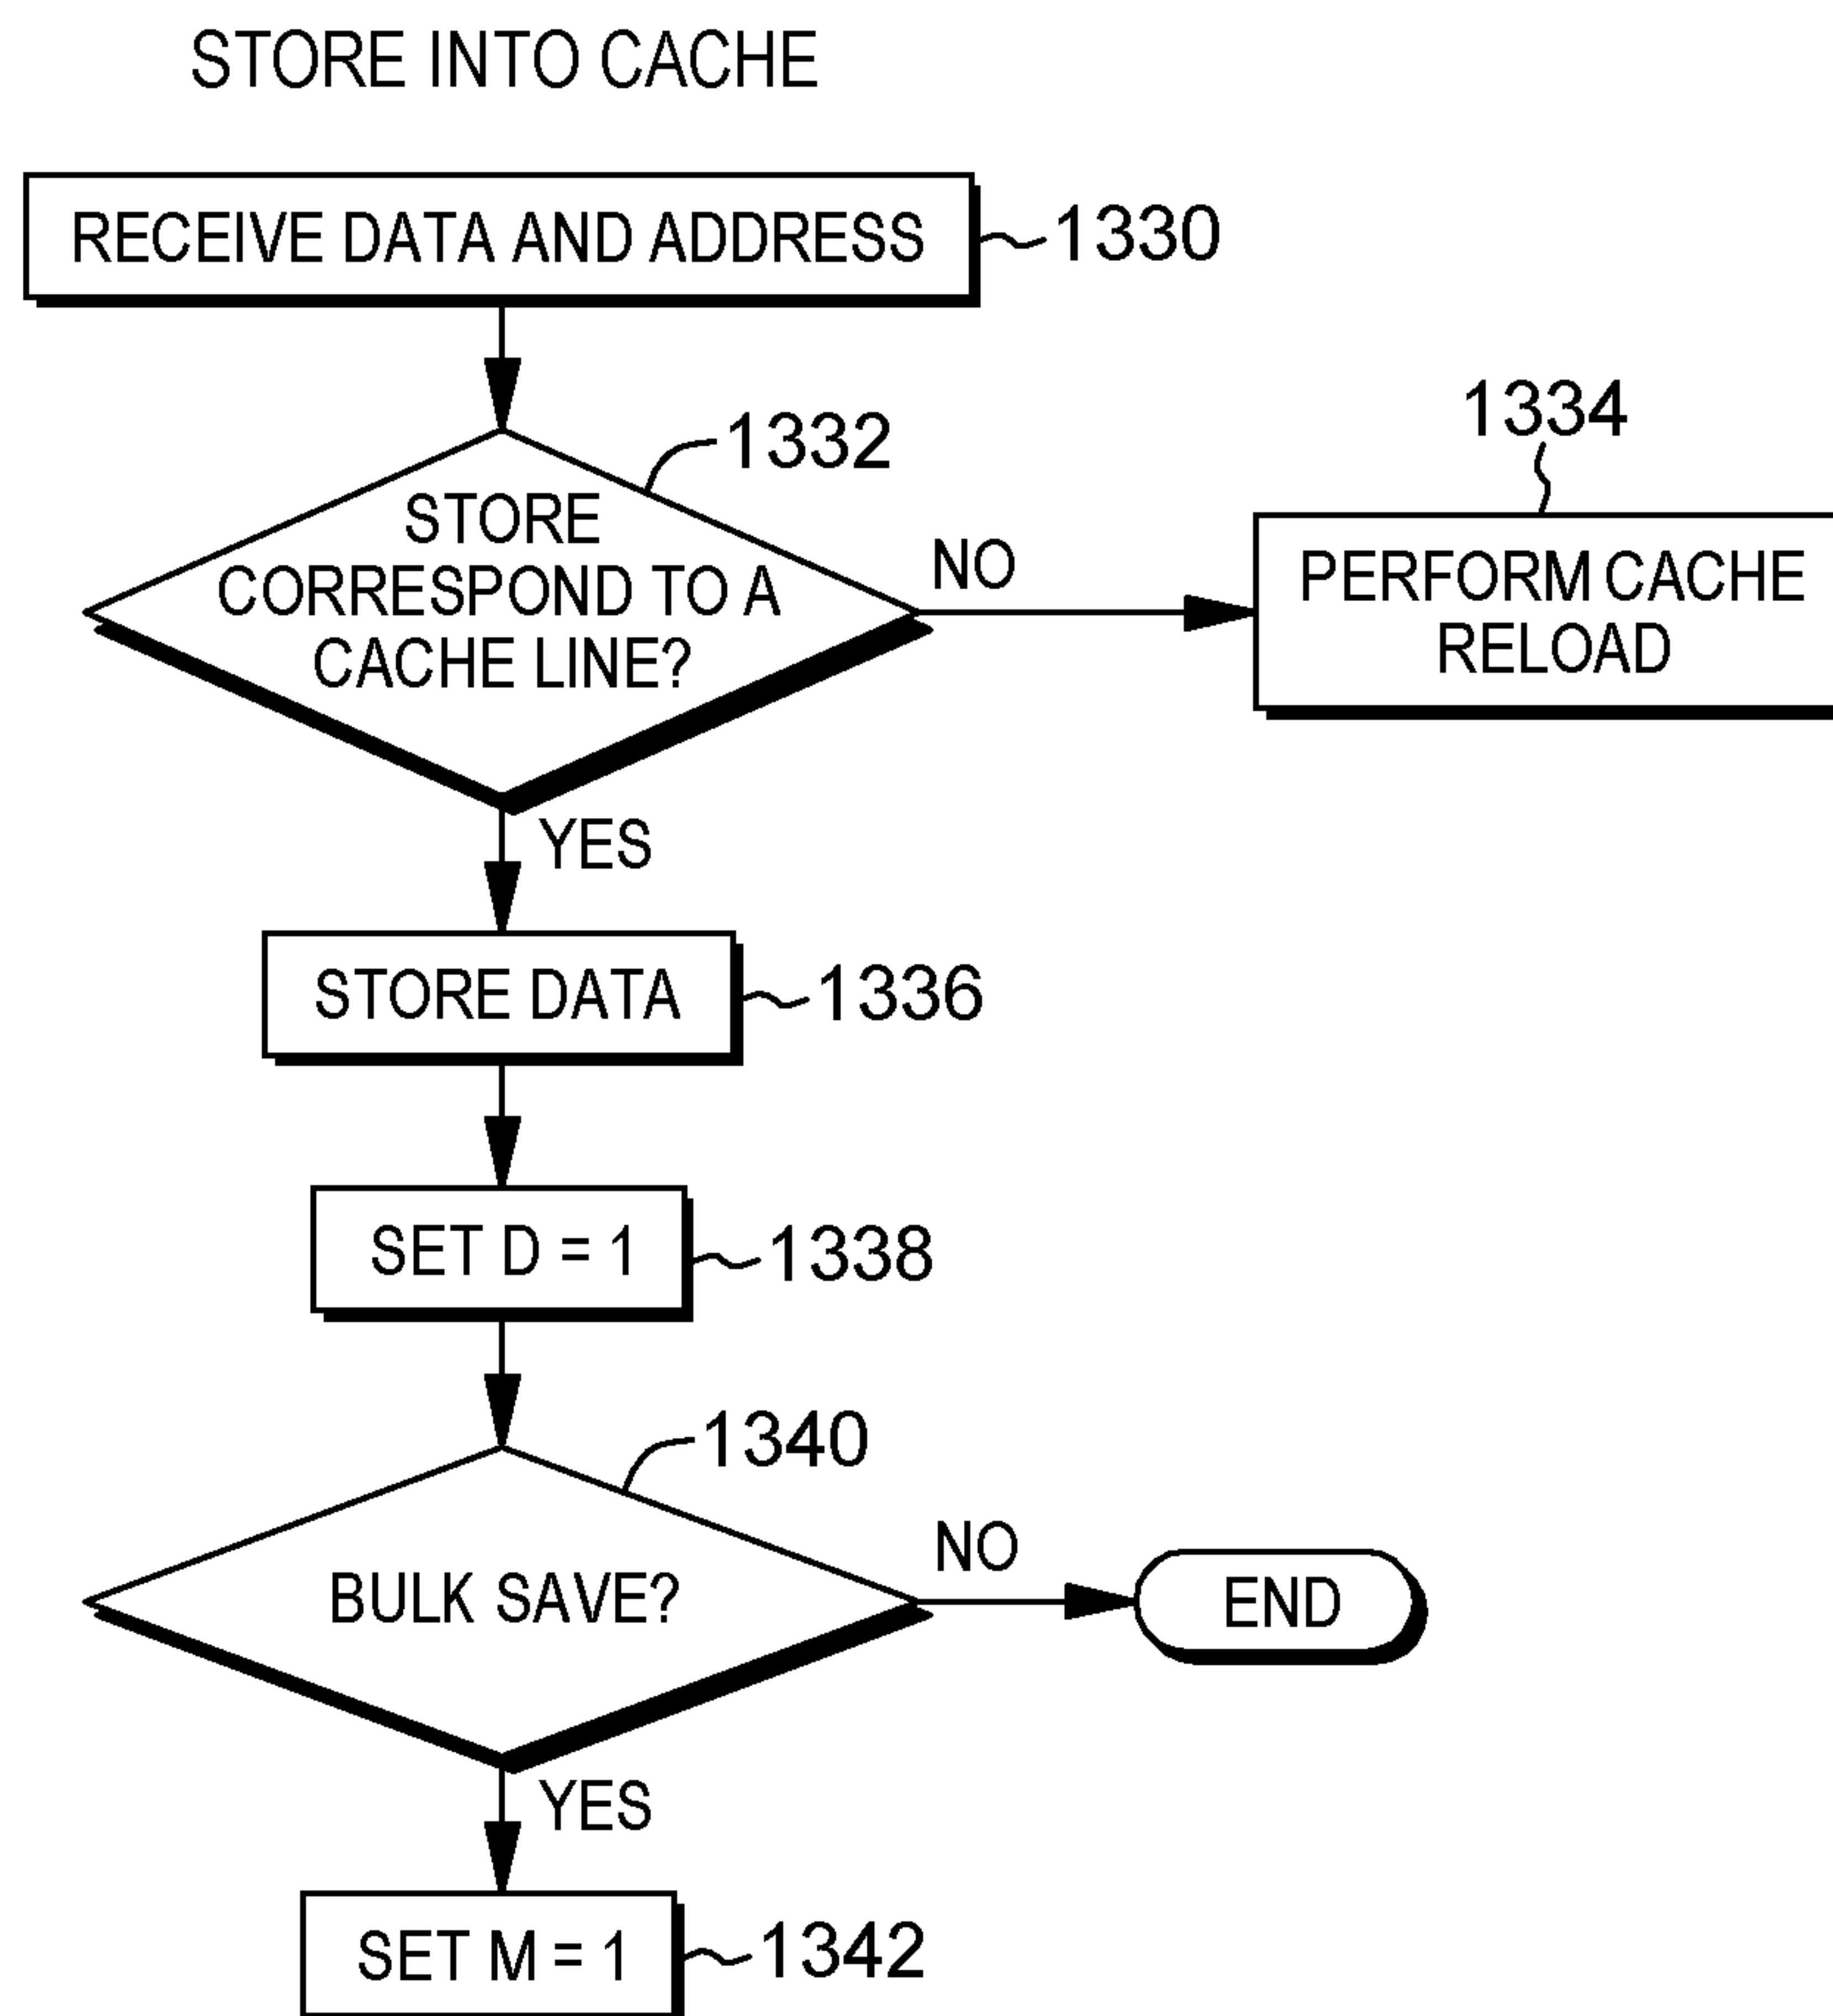 STORE INTO CACHE
RECEIVE DATA AND ADDRESS
1330
1332
STORE
CORRESPOND TO A
CACHE LINE?
NO
1334
PERFORM CACHE
RELOAD
YES
STORE DATA
1336
SET D = 1
1338
1340
BULK SAVE?
NO
END
YES
SET M = 1
1342